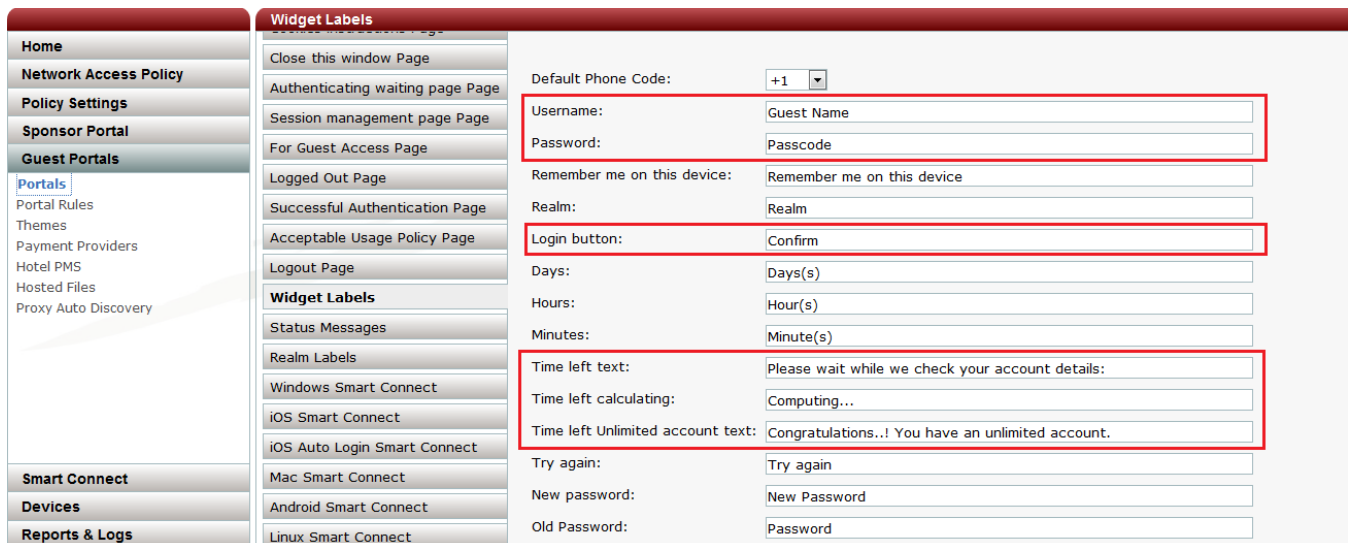 Widget Labels
Home
Network Access Policy
Policy Settings
Sponsor Portal
Guest Portals
Portals
Portal Rules
Themes
Payment Providers
Hotel PMS
Hosted Files
Proxy Auto Discovery
Smart Connect
Devices
Reports & Logs
Cookies Instructions Page
Close this window Page
Authenticating waiting page Page
Session management page Page
For Guest Access Page
Logged Out Page
Successful Authentication Page
Acceptable Usage Policy Page
Logout Page
Widget Labels
Status Messages
Realm Labels
Windows Smart Connect
iOS Smart Connect
iOS Auto Login Smart Connect
Mac Smart Connect
Android Smart Connect
Linux Smart Connect
Default Phone Code: +1
Username: Guest Name
Password: Passcode
Remember me on this device: Remember me on this device
Realm: Realm
Login button: Confirm
Days: Days(s)
Hours: Hour(s)
Minutes: Minute(s)
Time left text: Please wait while we check your account details:
Time left calculating: Computing...
Time left Unlimited account text: Congratulations..! You have an unlimited account.
Try again: Try again
New password: New Password
Old Password: Password